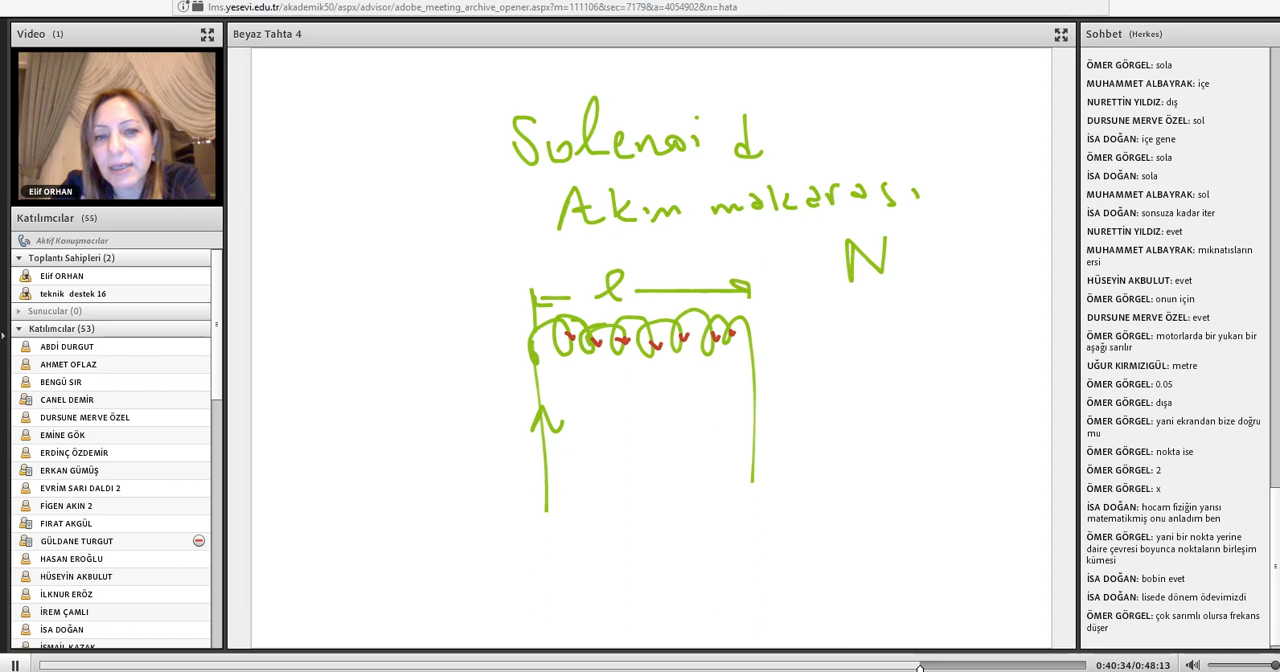 lms.yesevi.edu.tr/akademik50/aspx/advisor/adobe_meeting_archive_opener.aspx?m=111106&sec=7179&a=4054902&n=hata
Video (1)
Elif ORHAN
Katılımcılar (55)
Aktif Konuşmacılar
Toplantı Sahipleri (2)
Elif ORHAN
teknik destek 16
Sunucular (0)
Katılımcılar (53)
ABDİ DURGUT
AHMET OFLAZ
BENGÜ SIR
CANEL DEMİR
DURSUNE MERVE ÖZEL
EMİNE GÖK
ERDİNÇ ÖZDEMİR
ERKAN GÜMÜŞ
EVRİM SARI DALDI 2
FİGEN AKIN 2
FIRAT AKGÜL
GÜLDANE TURGUT
HASAN EROĞLU
HÜSEYİN AKBULUT
İLKNUR ERÖZ
İREM ÇAMLI
İSA DOĞAN
İSMAİL KAZAK
Beyaz Tahta 4
Solenoid
Akım makarası
N
l
Sohbet (Herkes)
ÖMER GÖRGEL: sola
MUHAMMET ALBAYRAK: içe
NURETTİN YILDIZ: dış
DURSUNE MERVE ÖZEL: sol
İSA DOĞAN: içe gene
ÖMER GÖRGEL: sola
İSA DOĞAN: sola
MUHAMMET ALBAYRAK: sol
İSA DOĞAN: sonsuza kadar iter
NURETTİN YILDIZ: evet
MUHAMMET ALBAYRAK: mıknatısların
ersi
HÜSEYİN AKBULUT: evet
ÖMER GÖRGEL: onun için
DURSUNE MERVE ÖZEL: evet
ÖMER GÖRGEL: motorlarda bir yukarı bir
aşağı sarılır
UĞUR KIRMIZIGÜL: metre
ÖMER GÖRGEL: 0.05
ÖMER GÖRGEL: dışa
ÖMER GÖRGEL: yani ekrandan bize doğru
mu
ÖMER GÖRGEL: nokta ise
ÖMER GÖRGEL: 2
ÖMER GÖRGEL: x
İSA DOĞAN: hocam fiziğin yarısı
matematikmiş onu anladım ben
ÖMER GÖRGEL: yani bir nokta yerine
daire çevresi boyunca noktaların birleşim
kümesi
İSA DOĞAN: bobin evet
İSA DOĞAN: lisede dönem ödevimizdi
ÖMER GÖRGEL: çok sarımlı olursa frekans
düşer
0:40:34/0:48:13